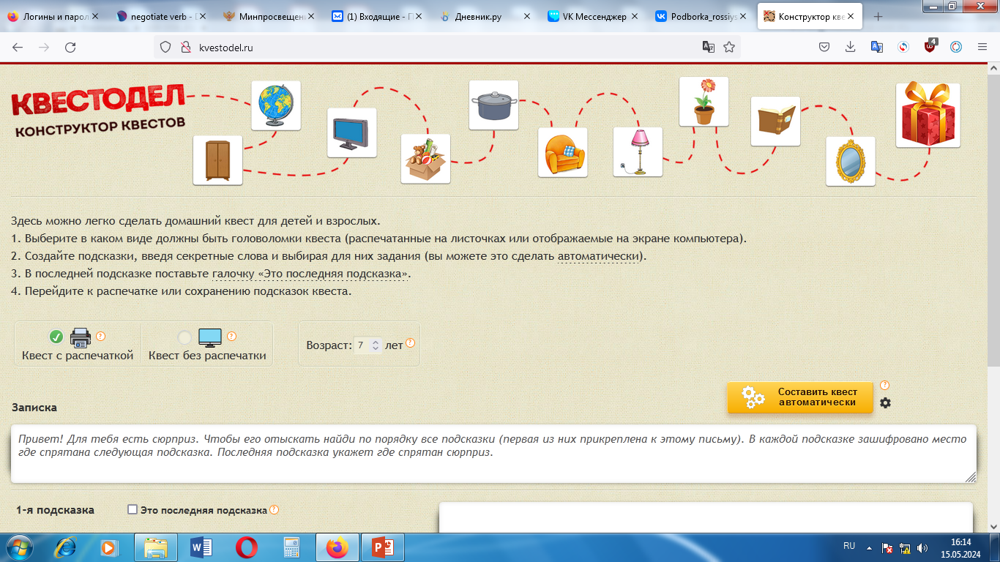 Логины и парол
negotiate verb - D
Минпросвещен
(1) Входящие - П
Дневник.ру
VK Мессенджер
Podborka_rossiys
Конструктор кве
kvestodel.ru
4
КВЕСТОДЕЛ
КОНСТРУКТОР КВЕСТОВ
Здесь можно легко сделать домашний квест для детей и взрослых.
1. Выберите в каком виде должны быть головоломки квеста (распечатанные на листочках или отображаемые на экране компьютера).
2. Создайте подсказки, введя секретные слова и выбирая для них задания (вы можете это сделать автоматически).
3. В последней подсказке поставьте галочку «Это последняя подсказка».
4. Перейдите к распечатке или сохранению подсказок квеста.
?
?
Квест с распечаткой
Квест без распечатки
Возраст: 7 лет ?
Составить квест
автоматически
?
Записка
Привет! Для тебя есть сюрприз. Чтобы его отыскать найди по порядку все подсказки (первая из них прикреплена к этому письму). В каждой подсказке зашифровано место
где спрятана следующая подсказка. Последняя подсказка укажет где спрятан сюрприз.
1-я подсказка
Это последняя подсказка ?
RU
16:14
15.05.2024